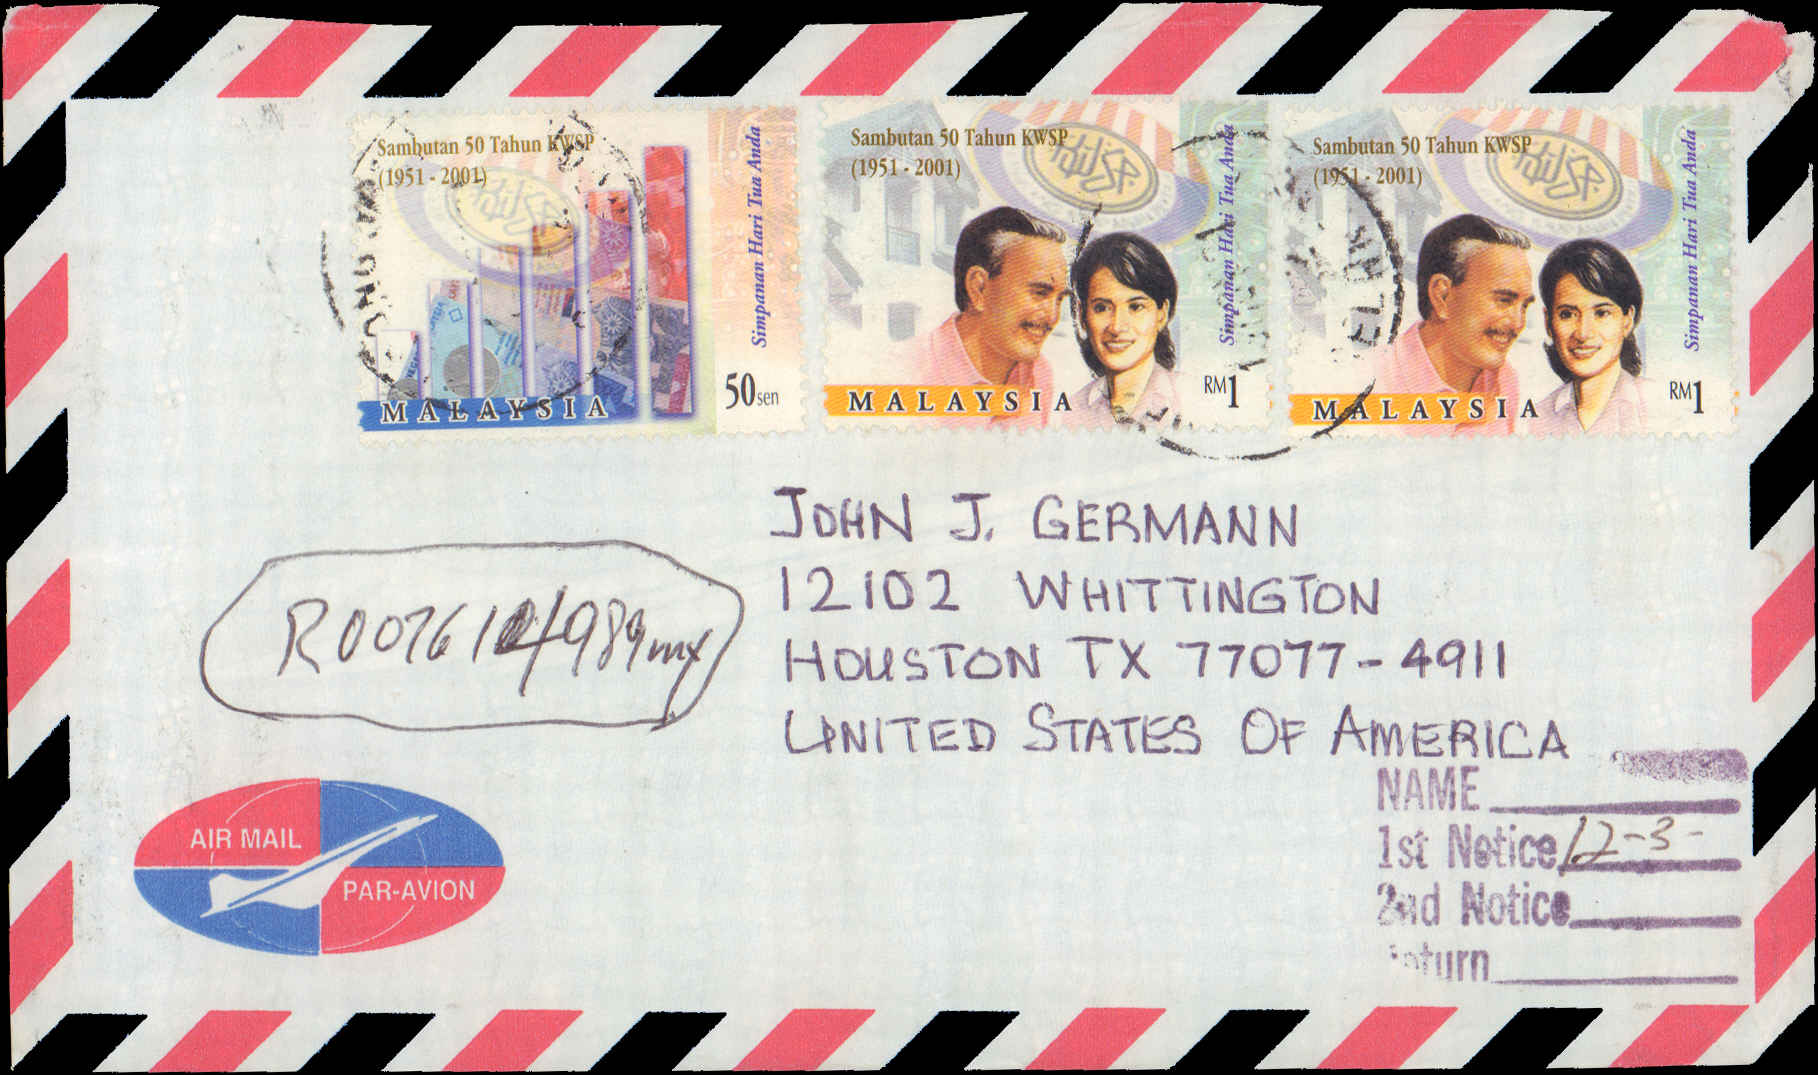 Sambutan 50 Tahun KWSP
(1951 - 2001)
Simpanan Hari Tua Anda
MALAYSIA
50sen
Sambutan 50 Tahun KWSP
(1951 - 2001)
Simpanan Hari Tua Anda
MALAYSIA
RM1
Sambutan 50 Tahun KWSP
(1951 - 2001)
Simpanan Hari Tua Anda
MALAYSIA
RM1
JOHN J. GERMANN
12102 WHITTINGTON
HOUSTON TX 77077-4911
UNITED STATES OF AMERICA
AIR MAIL
PAR-AVION
NAME
1st Notice 12-3-
2nd Notice